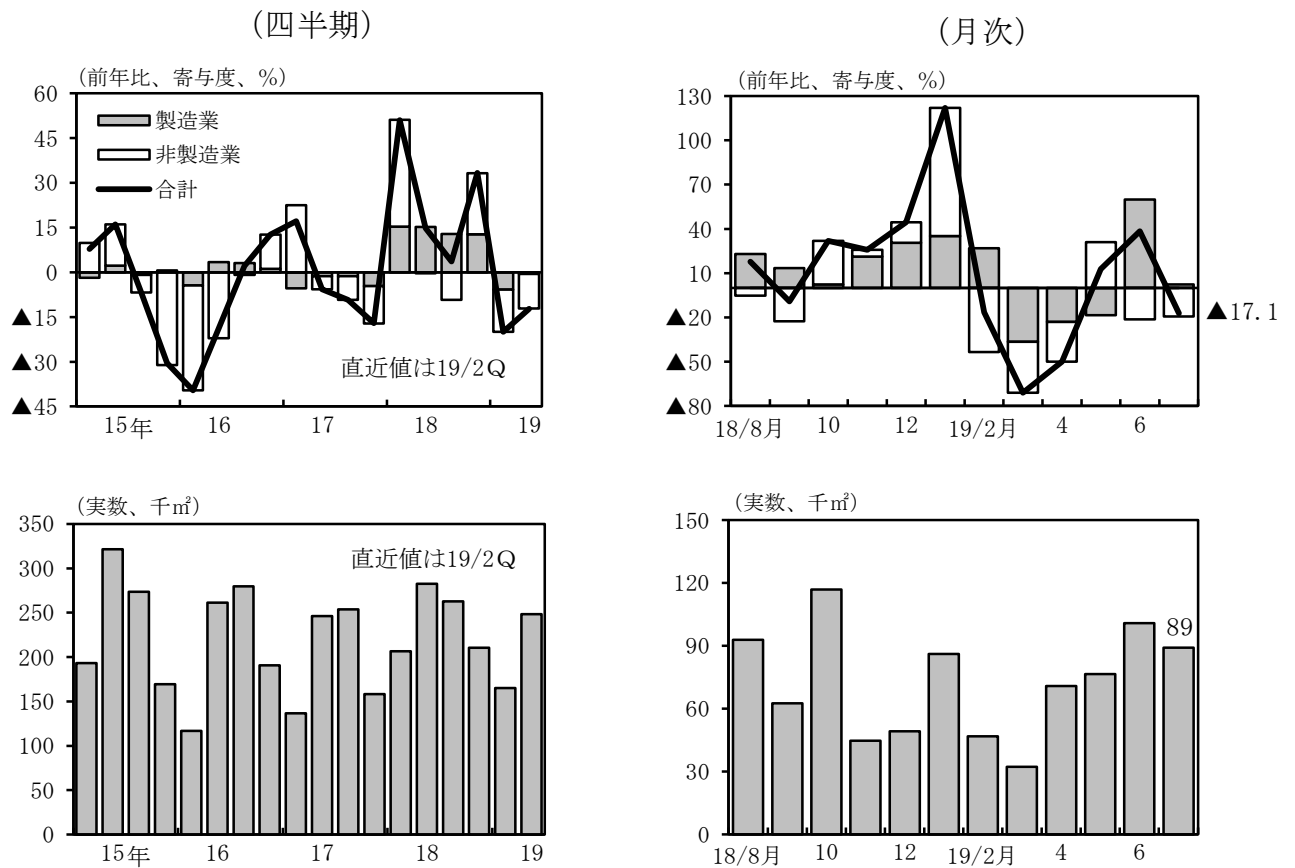 (四半期)
(月次)
(前年比、寄与度、%)
60
45
30
15
0
▲15
▲30
▲45
製造業
非製造業
合計
直近値は19/2Q
15年
16
17
18
19
(前年比、寄与度、%)
130
100
70
40
10
▲20
▲50
▲80
▲17.1
18/8月
10
12
19/2月
4
6
(実数、千㎡)
350
300
250
200
150
100
50
0
直近値は19/2Q
15年
16
17
18
19
(実数、千㎡)
150
120
90
60
30
0
89
18/8月
10
12
19/2月
4
6